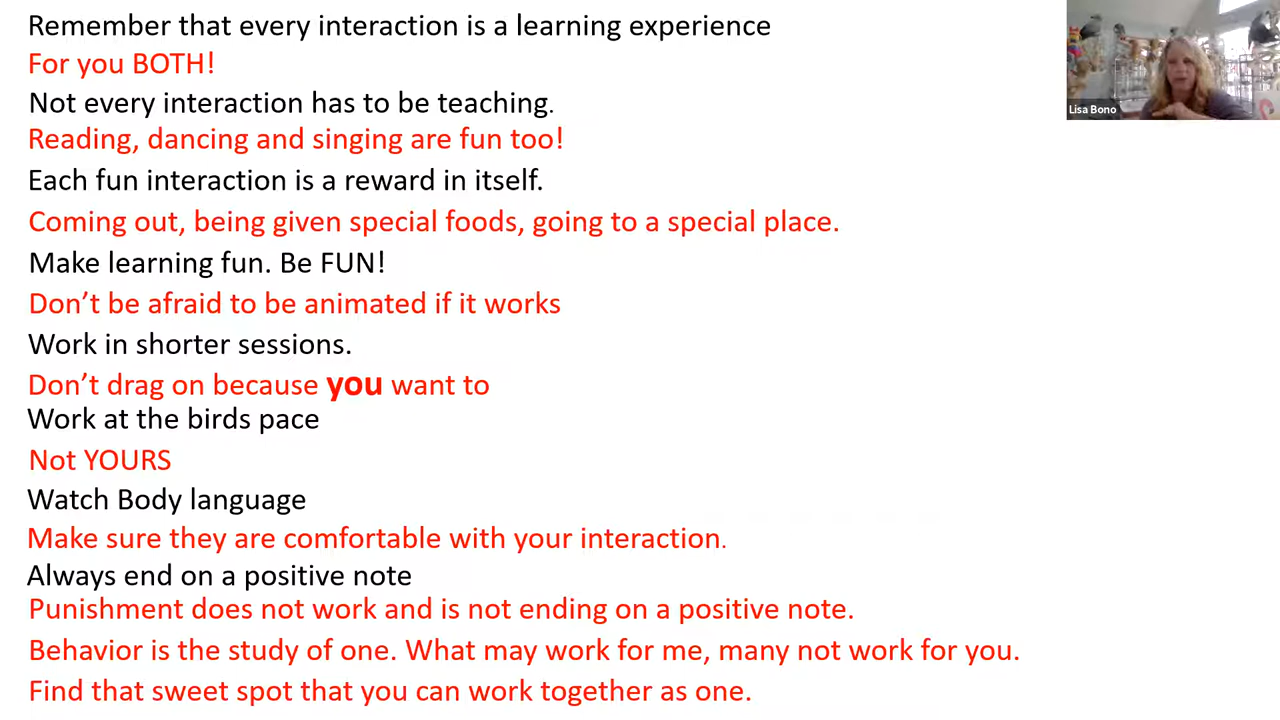 Remember that every interaction is a learning experience
For you BOTH!
Not every interaction has to be teaching.
Reading, dancing and singing are fun too!
Each fun interaction is a reward in itself.
Coming out, being given special foods, going to a special place.
Make learning fun. Be FUN!
Don’t be afraid to be animated if it works
Work in shorter sessions.
Don’t drag on because you want to
Work at the birds pace
Not YOURS
Watch Body language
Make sure they are comfortable with your interaction.
Always end on a positive note
Punishment does not work and is not ending on a positive note.
Behavior is the study of one. What may work for me, many not work for you.
Find that sweet spot that you can work together as one.
Lisa Bono